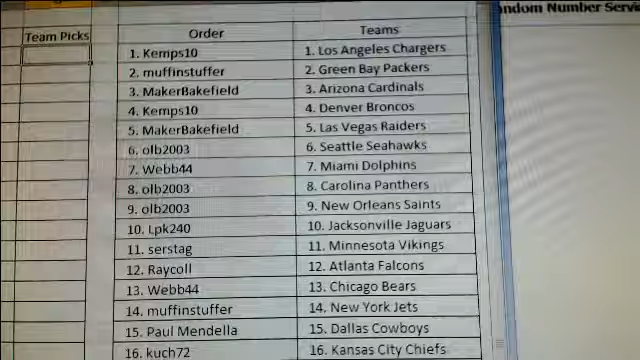 ndom Number Servi
Team Picks Order Teams
1. Kemps10 1. Los Angeles Chargers
2. muffinstuffer 2. Green Bay Packers
3. MakerBakefield 3. Arizona Cardinals
4. Kemps10 4. Denver Broncos
5. MakerBakefield 5. Las Vegas Raiders
6. olb2003 6. Seattle Seahawks
7. Webb44 7. Miami Dolphins
8. olb2003 8. Carolina Panthers
9. olb2003 9. New Orleans Saints
10. Lpk240 10. Jacksonville Jaguars
11. serstag 11. Minnesota Vikings
12. Raycoll 12. Atlanta Falcons
13. Webb44 13. Chicago Bears
14. muffinstuffer 14. New York Jets
15. Paul Mendella 15. Dallas Cowboys
16. kuch72 16. Kansas City Chiefs